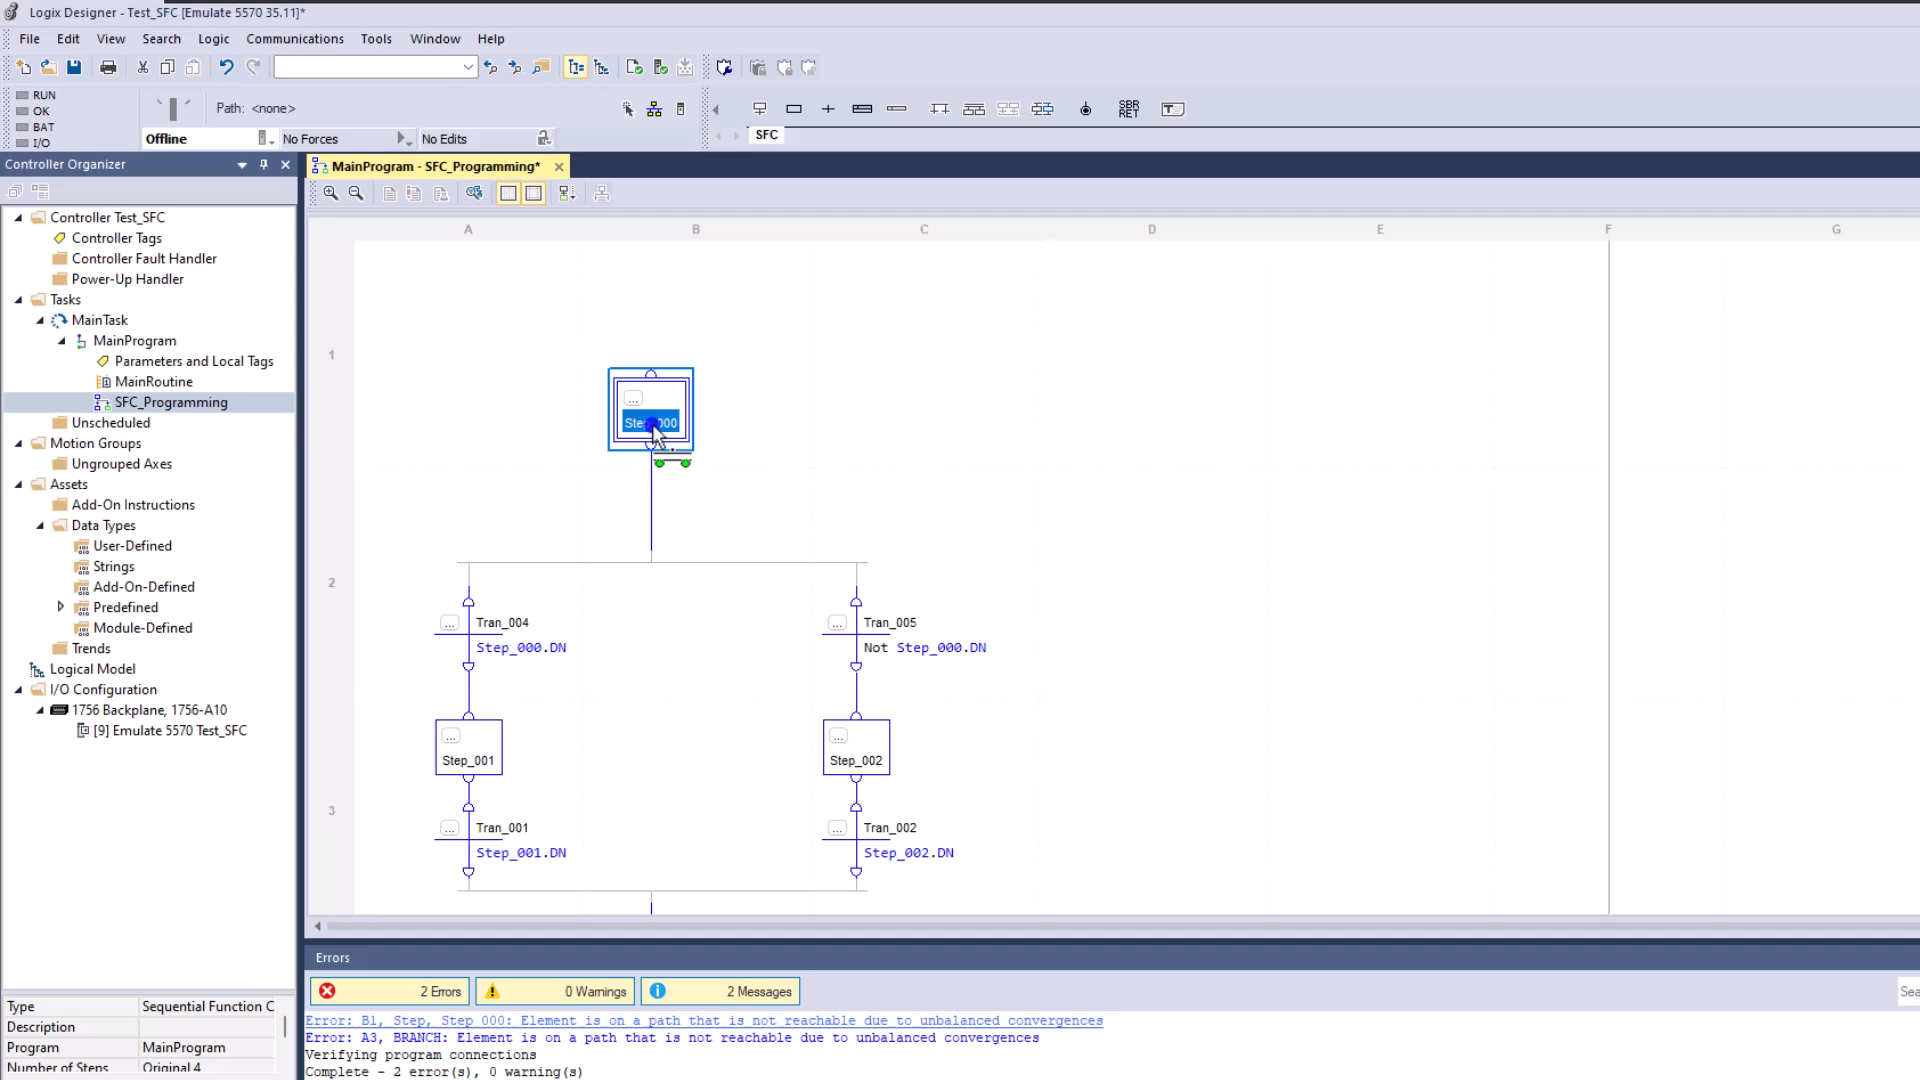 Logix Designer - Test_SFC [Emulate 5570 35.11]*
File Edit View Search Logic Communications Tools Window Help
RUN
OK
BAT
I/O
Path: <none>
Offline No Forces No Edits
SBR
RET
SFC
Controller Organizer
MainProgram - SFC_Programming*
Controller Test_SFC
Controller Tags
Controller Fault Handler
Power-Up Handler
Tasks
MainTask
MainProgram
Parameters and Local Tags
MainRoutine
SFC_Programming
Unscheduled
Motion Groups
Ungrouped Axes
Assets
Add-On Instructions
Data Types
User-Defined
Strings
Add-On-Defined
Predefined
Module-Defined
Trends
Logical Model
I/O Configuration
1756 Backplane, 1756-A10
[9] Emulate 5570 Test_SFC
Type Sequential Function C
Description
Program MainProgram
Number of Steps Original 4
A B C D E F G
1
...
2
... Tran_004 ... Tran_005
Step_000.DN Not Step_000.DN
... ...
Step_001 Step_002
3
... Tran_001 ... Tran_002
Step_001.DN Step_002.DN
Errors
2 Errors 0 Warnings 2 Messages
Error: B1, Step, Step_000: Element is on a path that is not reachable due to unbalanced convergences
Error: A3, BRANCH: Element is on a path that is not reachable due to unbalanced convergences
Verifying program connections
Complete - 2 error(s), 0 warning(s)